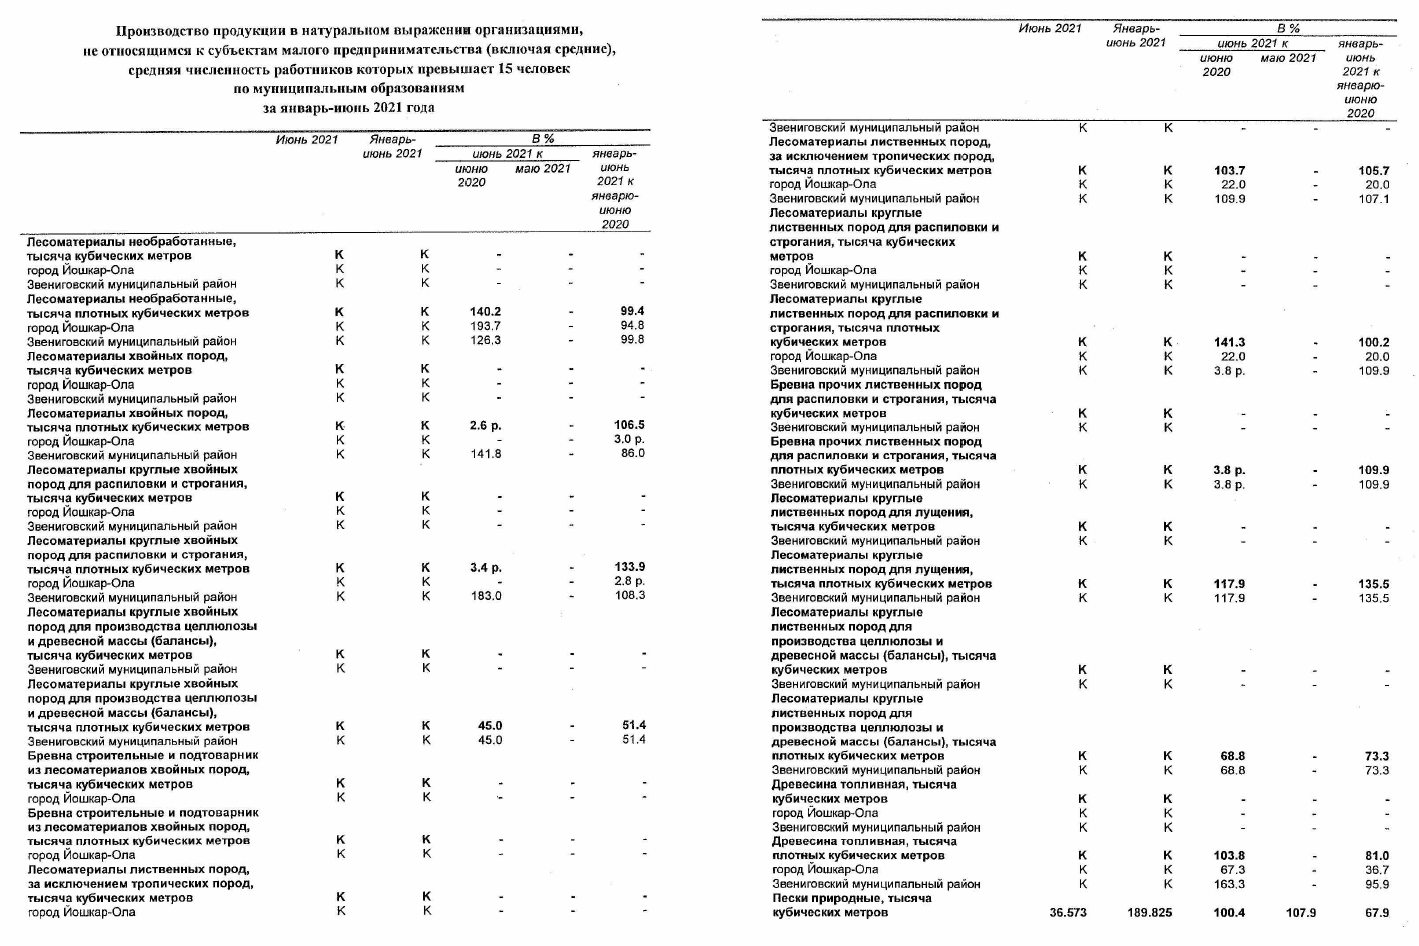 Производство продукции в натуральном выражении организациями,
не относящимся к субъектам малого предпринимательства (включая средние),
средняя численность работников которых превышает 15 человек
по муниципальным образованиям
за январь-июнь 2021 года
Июнь 2021 Январь- В %
июнь 2021 июнь 2021 к январь-
июню маю 2021 июнь
2020 2021 к
январю-
июню
2020
Лесоматериалы необработанные,
тысяча кубических метров К К - - -
город Йошкар-Ола К К - - -
Звениговский муниципальный район К К - - -
Лесоматериалы необработанные,
тысяча плотных кубических метров К К 140.2 - 99.4
город Йошкар-Ола К К 193.7 - 94.8
Звениговский муниципальный район К К 126.3 - 99.8
Лесоматериалы хвойных пород,
тысяча кубических метров К К - - -
город Йошкар-Ола К К - - -
Звениговский муниципальный район К К - - -
Лесоматериалы хвойных пород,
тысяча плотных кубических метров К К 2.6 р. - 106.5
город Йошкар-Ола К К - - 3.0 р.
Звениговский муниципальный район К К 141.8 - 86.0
Лесоматериалы круглые хвойных
пород для распиловки и строгания,
тысяча кубических метров К К - - -
город Йошкар-Ола К К - - -
Звениговский муниципальный район К К - - -
Лесоматериалы круглые хвойных
пород для распиловки и строгания,
тысяча плотных кубических метров К К 3.4 р. - 133.9
город Йошкар-Ола К К - - 2.8 р.
Звениговский муниципальный район К К 183.0 - 108.3
Лесоматериалы круглые хвойных
пород для производства целлюлозы
и древесной массы (балансы),
тысяча кубических метров К К - - -
Звениговский муниципальный район К К - - -
Лесоматериалы круглые хвойных
пород для производства целлюлозы
и древесной массы (балансы),
тысяча плотных кубических метров К К 45.0 - 51.4
Звениговский муниципальный район К К 45.0 - 51.4
Бревна строительные и подтоварник
из лесоматериалов хвойных пород,
тысяча кубических метров К К - - -
город Йошкар-Ола К К - - -
Бревна строительные и подтоварник
из лесоматериалов хвойных пород,
тысяча плотных кубических метров К К - - -
город Йошкар-Ола К К - - -
Лесоматериалы лиственных пород,
за исключением тропических пород,
тысяча кубических метров К К - - -
город Йошкар-Ола К К - - -
Июнь 2021 Январь- В %
июнь 2021 июнь 2021 к январь-
июню маю 2021 июнь
2020 2021 к
январю-
июню
2020
Звениговский муниципальный район К К - - -
Лесоматериалы лиственных пород,
за исключением тропических пород,
тысяча плотных кубических метров К К 103.7 - 105.7
город Йошкар-Ола К К 22.0 - 20.0
Звениговский муниципальный район К К 109.9 - 107.1
Лесоматериалы круглые
лиственных пород для распиловки и
строгания, тысяча кубических
метров К К - - -
город Йошкар-Ола К К - - -
Звениговский муниципальный район К К - - -
Лесоматериалы круглые
лиственных пород для распиловки и
строгания, тысяча плотных
кубических метров К К 141.3 - 100.2
город Йошкар-Ола К К 22.0 - 20.0
Звениговский муниципальный район К К 3.8 р. - 109.9
Бревна прочих лиственных пород
для распиловки и строгания, тысяча
кубических метров К К - - -
Звениговский муниципальный район К К - - -
Бревна прочих лиственных пород
для распиловки и строгания, тысяча
плотных кубических метров К К 3.8 р. - 109.9
Звениговский муниципальный район К К 3.8 р. - 109.9
Лесоматериалы круглые
лиственных пород для лущения,
тысяча кубических метров К К - - -
Звениговский муниципальный район К К - - -
Лесоматериалы круглые
лиственных пород для лущения,
тысяча плотных кубических метров К К 117.9 - 135.5
Звениговский муниципальный район К К 117.9 - 135.5
Лесоматериалы круглые
лиственных пород для
производства целлюлозы и
древесной массы (балансы), тысяча
кубических метров К К - - -
Звениговский муниципальный район К К - - -
Лесоматериалы круглые
лиственных пород для
производства целлюлозы и
древесной массы (балансы), тысяча
плотных кубических метров К К 68.8 - 73.3
Звениговский муниципальный район К К 68.8 - 73.3
Древесина топливная, тысяча
кубических метров К К - - -
город Йошкар-Ола К К - - -
Звениговский муниципальный район К К - - -
Древесина топливная, тысяча
плотных кубических метров К К 103.8 - 81.0
город Йошкар-Ола К К 67.3 - 36.7
Звениговский муниципальный район К К 163.3 - 95.9
Пески природные, тысяча
кубических метров 36.573 189.825 100.4 107.9 67.9